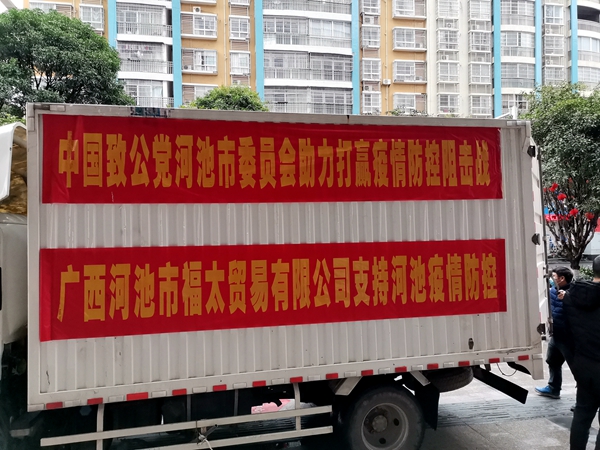 中国致公党河池市委员会助力打赢疫情防控阻击战
广西河池市福太贸易有限公司支持河池疫情防控